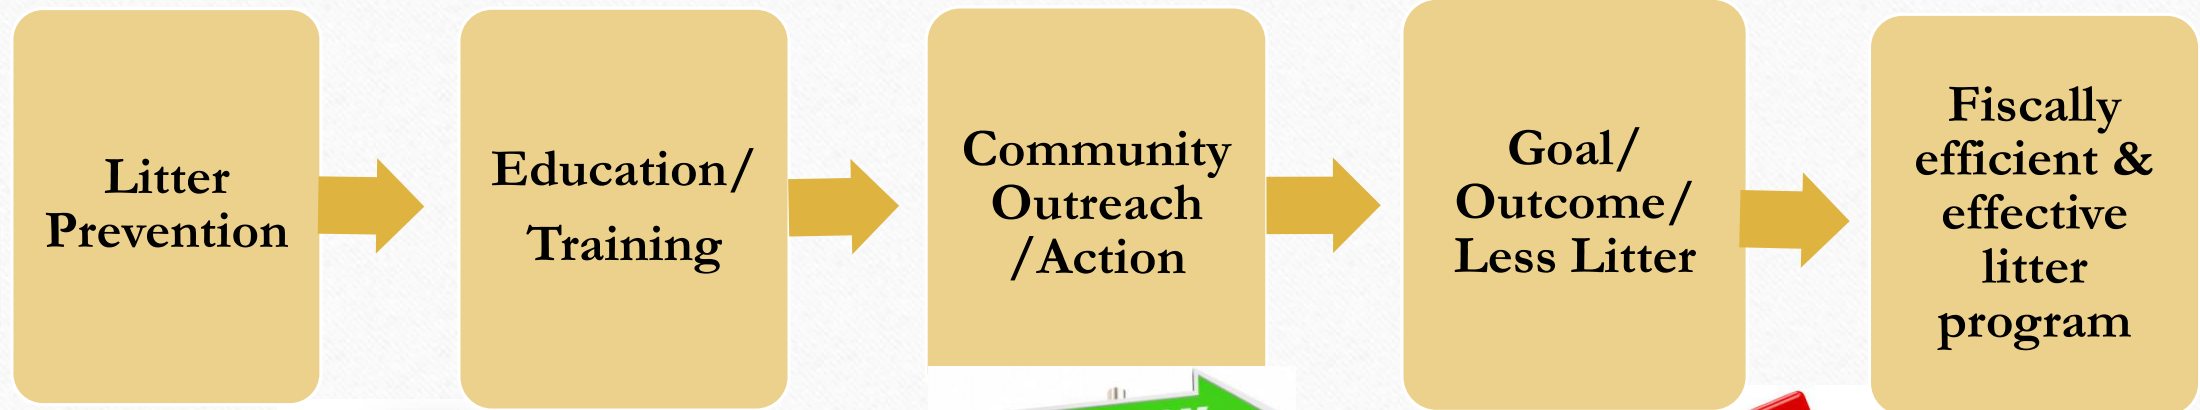 Litter
Prevention
Education/
Training
Community
Outreach
/Action
Goal/
Outcome/
Less Litter
Fiscally
efficient &
effective
litter
program